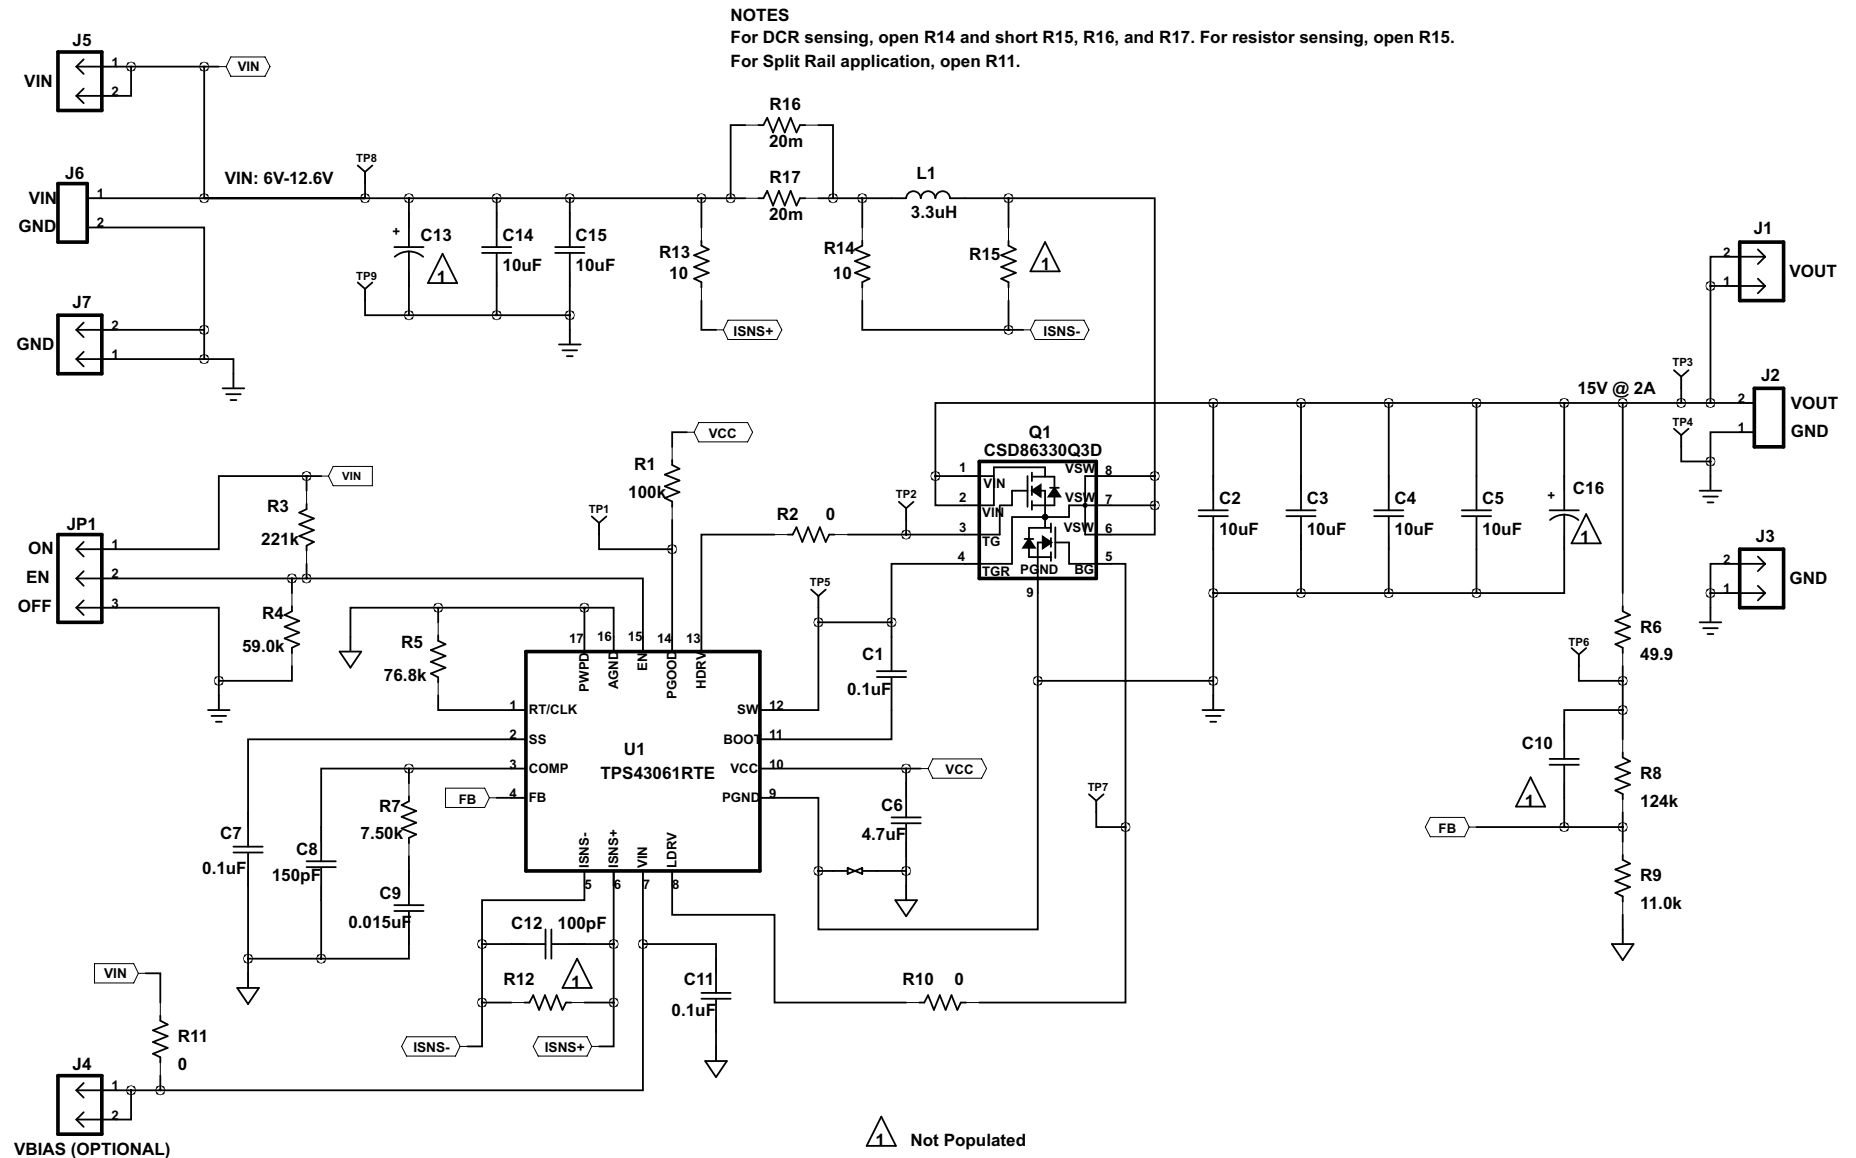 NOTES
For DCR sensing, open R14 and short R15, R16, and R17. For resistor sensing, open R15.
For Split Rail application, open R11.
J5
VIN
1
2
VIN
J6
VIN
GND
1
2
VIN: 6V-12.6V
TP8
TP9
+
C13
1
C14
10uF
C15
10uF
R16
20m
R17
20m
R13
10
ISNS+
R14
10
L1
3.3uH
R15
1
ISNS-
J7
GND
2
1
J1
2
1
VOUT
15V @ 2A
TP3
TP4
J2
2
1
VOUT
GND
J3
2
1
GND
VCC
R1
100k
TP1
R2 0
TP2
Q1
CSD86330Q3D
1
VIN
2
VIN
3
TG
4
TGR
PGND
9
VSW
8
VSW
7
VSW
6
BG
5
C2
10uF
C3
10uF
C4
10uF
C5
10uF
+
C16
1
VIN
JP1
ON
EN
OFF
1
2
3
R3
221k
R4
59.0k
R5
76.8k
TP5
C1
0.1uF
17
PWPD
16
AGND
15
EN
14
PGOOD
13
HDRV
1
RT/CLK
2
SS
3
COMP
4
FB
FB
U1
TPS43061RTE
SW
12
BOOT
11
VCC
10
VCC
PGND
9
ISNS-
5
ISNS+
6
VIN
7
LDRV
8
C6
4.7uF
TP7
R6
49.9
TP6
C10
1
R8
124k
FB
R9
11.0k
C7
0.1uF
C8
150pF
R7
7.50k
C9
0.015uF
C12 100pF
R12
1
ISNS-
ISNS+
C11
0.1uF
R10 0
VIN
R11
0
J4
1
2
VBIAS (OPTIONAL)
1 Not Populated